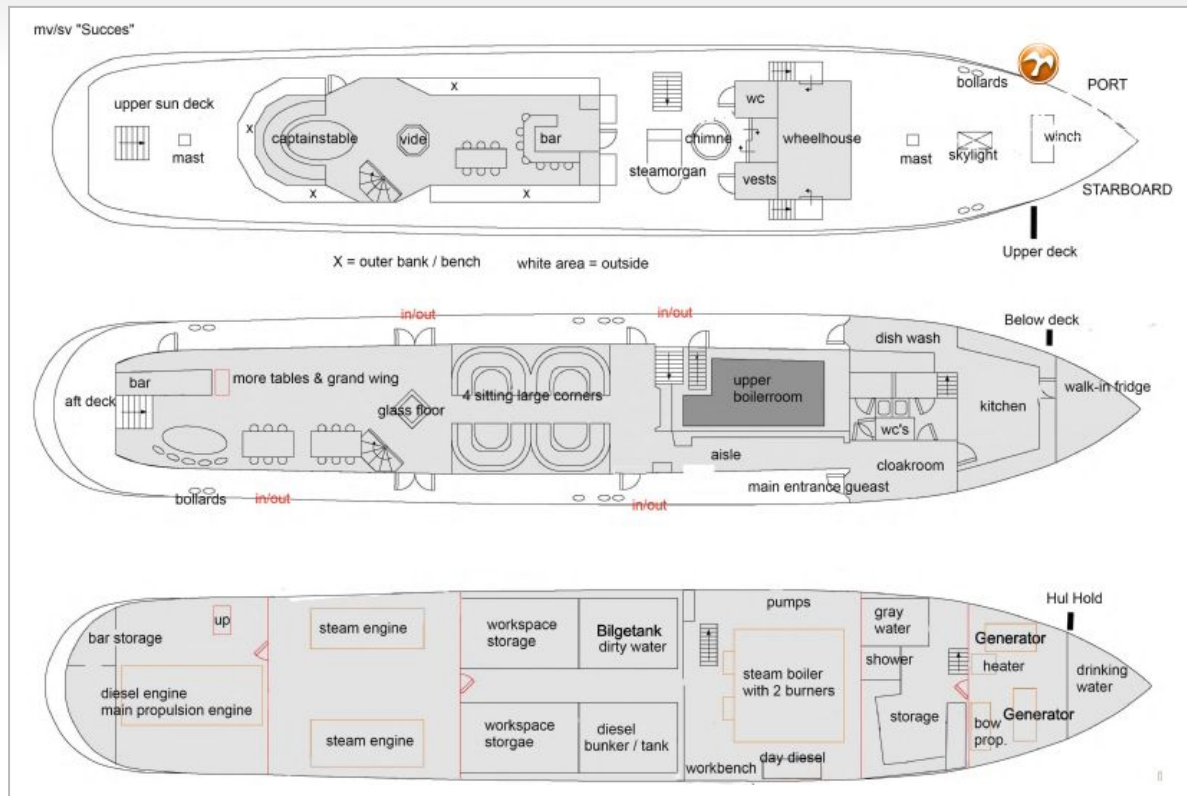 mv/sv "Succes"
bollards
PORT
upper sun deck
X
wc
captainstable
vide
bar
chimne
wheelhouse
winch
X
mast
mast
skylight
steamorgan
vests
X
X
STARBOARD
X = outer bank / bench
white area = outside
Upper deck
in/out
in/out
Below deck
dish wash
bar
more tables & grand wing
upper
boilerroom
walk-in fridge
aft deck
glass floor
4 sitting large corners
kitchen
wc's
aisle
cloakroom
main entrance gueast
bollards
in/out
in/out
Hul Hold
pumps
gray
water
up
steam engine
workspace
storage
Bilgetank
dirty water
Generator
bar storage
shower
heater
drinking
water
diesel engine
main propulsion engine
steam boiler
with 2 burners
storage
Generator
bow
prop.
steam engine
workspace
storgae
diesel
bunker / tank
day diesel
workbench